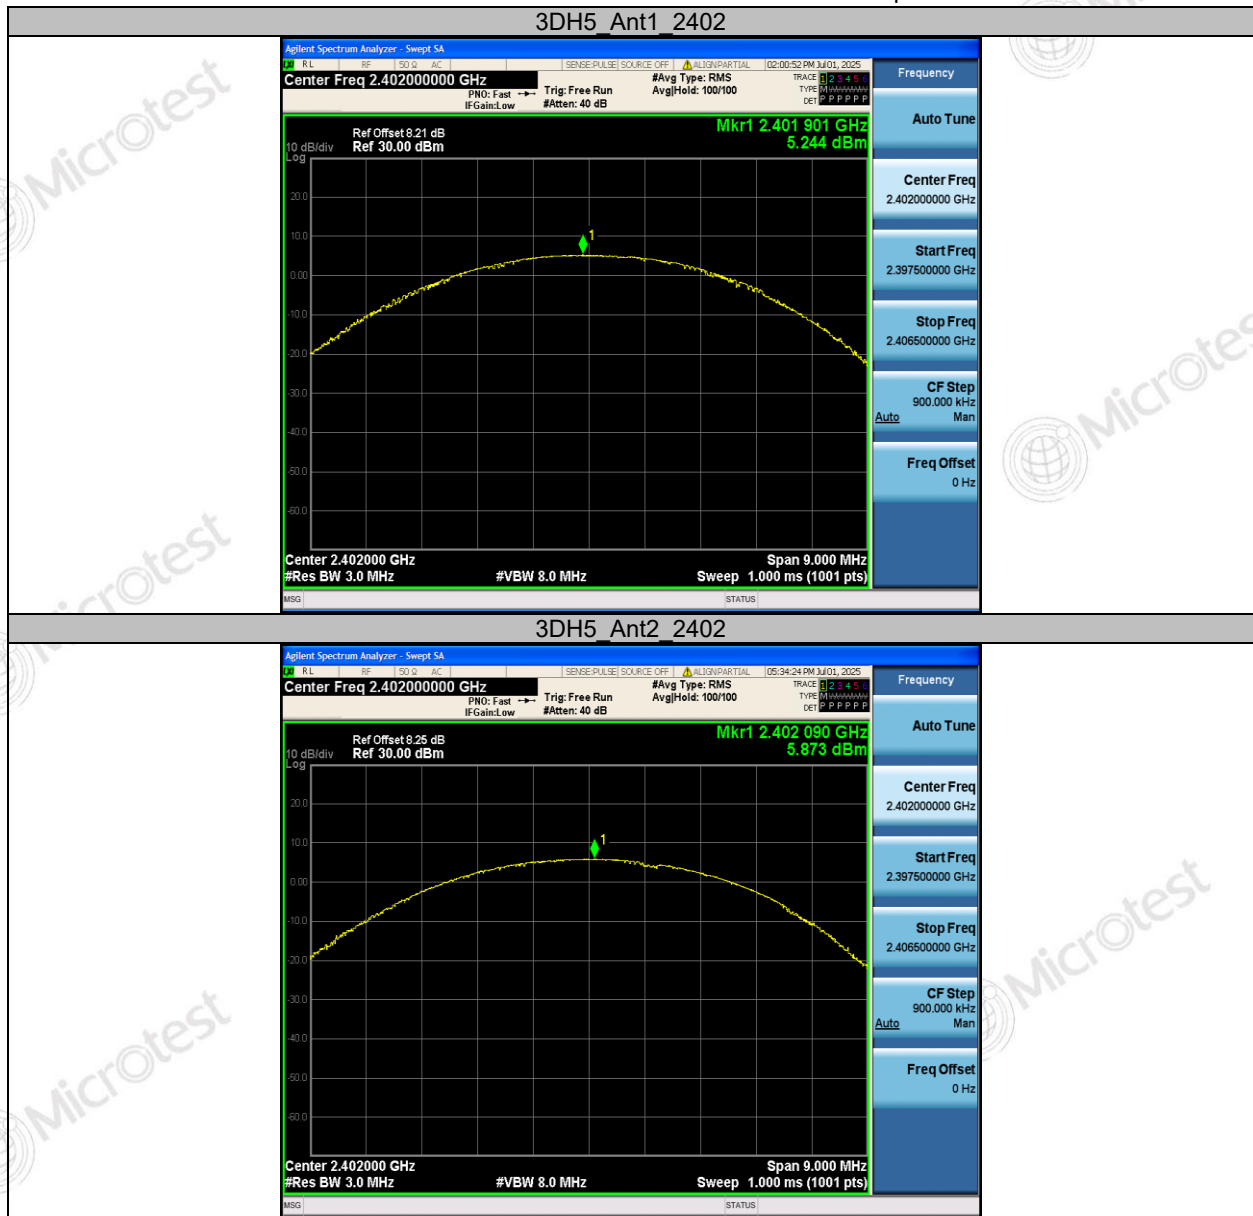 3DH5_Ant1_2402
Agilent Spectrum Analyzer - Swept SA
RL RF 50 Ω AC SENSE:PULSE SOURCE OFF ALIGNPARTIAL 02:00:52 PM Jul 01, 2025
Center Freq 2.402000000 GHz
#Avg Type: RMS
TRACE 1 2 3 4 5 6
PNO: Fast Trig: Free Run Avg|Hold: 100/100
TYPE M
IFGain:Low #Atten: 40 dB
DET P P P P P P
Mkr1 2.401 901 GHz
5.244 dBm
Ref Offset 8.21 dB
10 dB/div Ref 30.00 dBm
Log
20.0
10.0
1
0.00
-10.0
-20.0
-30.0
-40.0
-50.0
-60.0
Center 2.402000 GHz Span 9.000 MHz
#Res BW 3.0 MHz #VBW 8.0 MHz Sweep 1.000 ms (1001 pts)
MSG STATUS
Frequency
Auto Tune
Center Freq
2.402000000 GHz
Start Freq
2.397500000 GHz
Stop Freq
2.406500000 GHz
CF Step
900.000 kHz
Auto Man
Freq Offset
0 Hz
3DH5_Ant2_2402
Agilent Spectrum Analyzer - Swept SA
RL RF 50 Ω AC SENSE:PULSE SOURCE OFF ALIGNPARTIAL 05:34:24 PM Jul 01, 2025
Center Freq 2.402000000 GHz
#Avg Type: RMS
TRACE 1 2 3 4 5 6
PNO: Fast Trig: Free Run Avg|Hold: 100/100
TYPE M
IFGain:Low #Atten: 40 dB
DET P P P P P P
Mkr1 2.402 090 GHz
5.873 dBm
Ref Offset 8.25 dB
10 dB/div Ref 30.00 dBm
Log
20.0
10.0
1
0.00
-10.0
-20.0
-30.0
-40.0
-50.0
-60.0
Center 2.402000 GHz Span 9.000 MHz
#Res BW 3.0 MHz #VBW 8.0 MHz Sweep 1.000 ms (1001 pts)
MSG STATUS
Frequency
Auto Tune
Center Freq
2.402000000 GHz
Start Freq
2.397500000 GHz
Stop Freq
2.406500000 GHz
CF Step
900.000 kHz
Auto Man
Freq Offset
0 Hz
Microtest
Microtest
Microtest
Microtest
Microtest